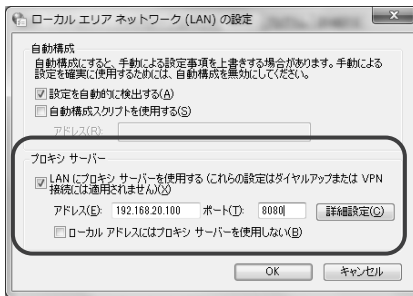 ローカル エリア ネットワーク (LAN) の設定
自動構成
自動構成にすると、手動による設定事項を上書きする場合があります。手動による
設定を確実に使用するためには、自動構成を無効にしてください。
設定を自動的に検出する(A)
自動構成スクリプトを使用する(S)
アドレス(R):
プロキシ サーバー
LAN にプロキシ サーバーを使用する (これらの設定はダイヤルアップまたは VPN
接続には適用されません)(X)
アドレス(E): 192.168.20.100 ポート(T): 8080 詳細設定(C)
ローカル アドレスにはプロキシ サーバーを使用しない(B)
OK キャンセル